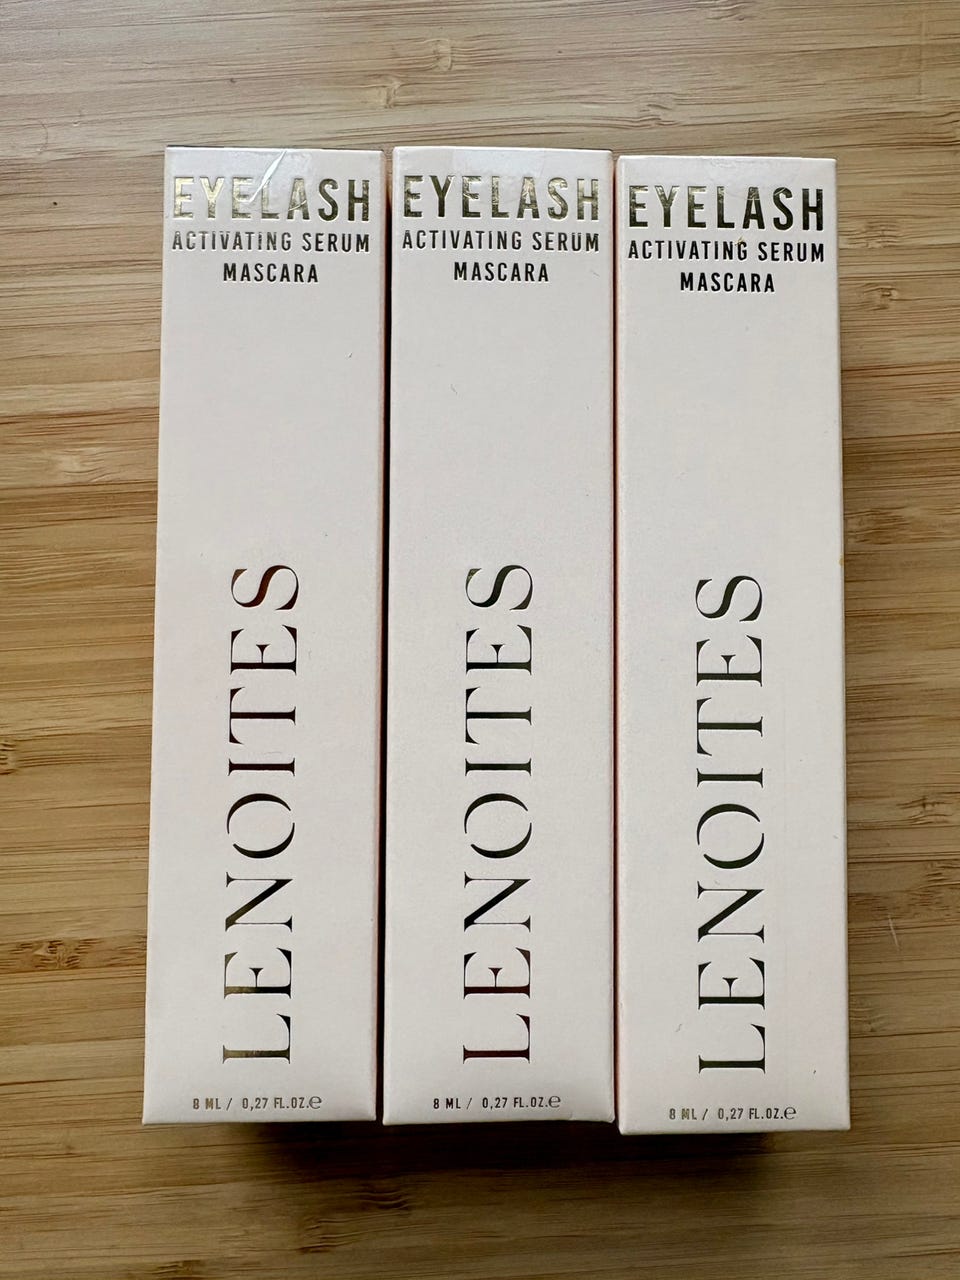 EYELASH
ACTIVATING SERUM
MASCARA
LENOITES
8 ML / 0,27 FL.OZ.℮
EYELASH
ACTIVATING SERUM
MASCARA
LENOITES
8 ML / 0,27 FL.OZ.℮
EYELASH
ACTIVATING SERUM
MASCARA
LENOITES
8 ML / 0,27 FL.OZ.℮